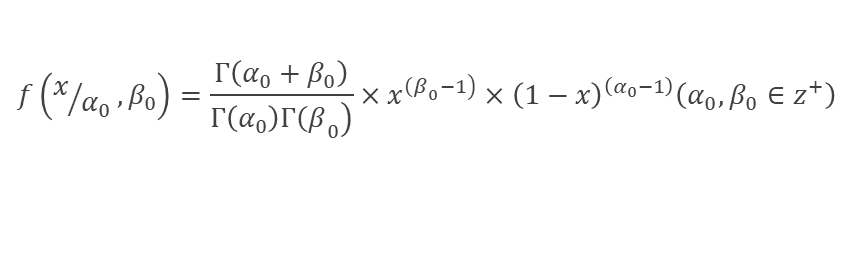 f(x/α₀, β₀) = Γ(α₀ + β₀) / Γ(α₀)Γ(β₀) × x^(β₀−1) × (1 − x)^(α₀−1) (α₀, β₀ ∈ z⁺)